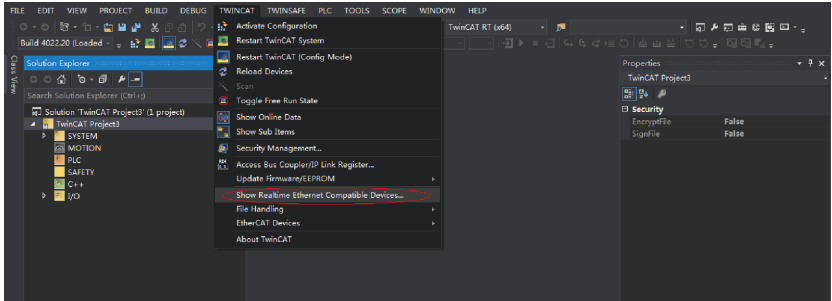 FILE EDIT VIEW PROJECT BUILD DEBUG TWINCAT TWINSAFE PLC TOOLS SCOPE WINDOW HELP
TwinCAT RT (x64)
Build 4022.20 (Loaded
Class View
Solution Explorer
Search Solution Explorer (Ctrl+;)
Solution 'TwinCAT Project3' (1 project)
TwinCAT Project3
SYSTEM
MOTION
PLC
SAFETY
C++
I/O
Activate Configuration
Restart TwinCAT System
Restart TwinCAT (Config Mode)
Reload Devices
Scan
Toggle Free Run State
Show Online Data
Show Sub Items
Security Management...
Access Bus Coupler/IP Link Register...
Update Firmware/EEPROM
Show Realtime Ethernet Compatible Devices...
File Handling
EtherCAT Devices
About TwinCAT
Properties
TwinCAT Project3
Security
EncryptFile False
SignFile False